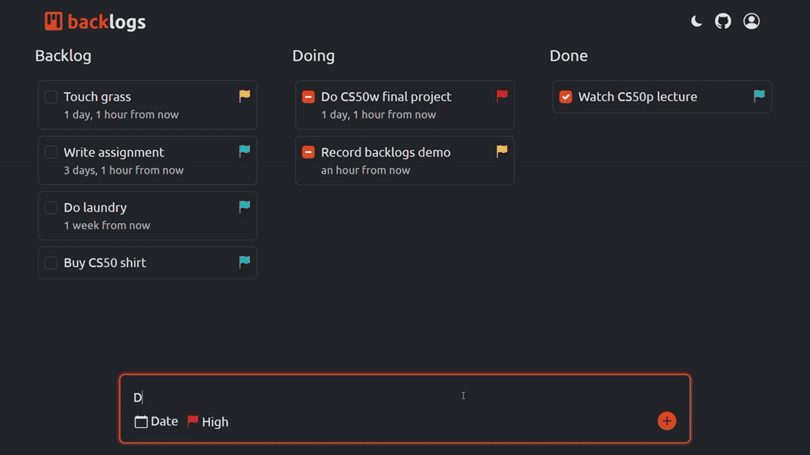 backlogs
Backlog
Touch grass
1 day, 1 hour from now
Write assignment
3 days, 1 hour from now
Do laundry
1 week from now
Buy CS50 shirt
Doing
Do CS50w final project
1 day, 1 hour from now
Record backlogs demo
an hour from now
Done
Watch CS50p lecture
D
Date High